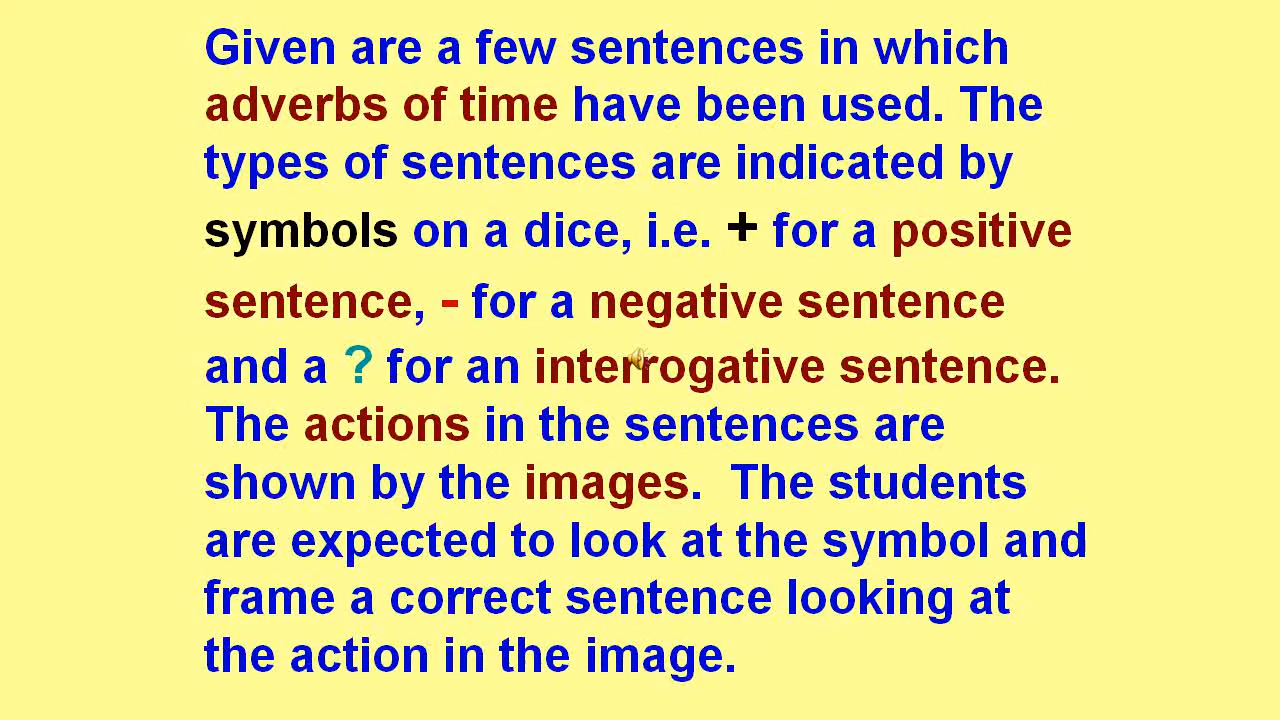 Given are a few sentences in which
adverbs of time have been used. The
types of sentences are indicated by
symbols on a dice, i.e. + for a positive
sentence, - for a negative sentence
and a ? for an interrogative sentence.
The actions in the sentences are
shown by the images.  The students
are expected to look at the symbol and
frame a correct sentence looking at
the action in the image.